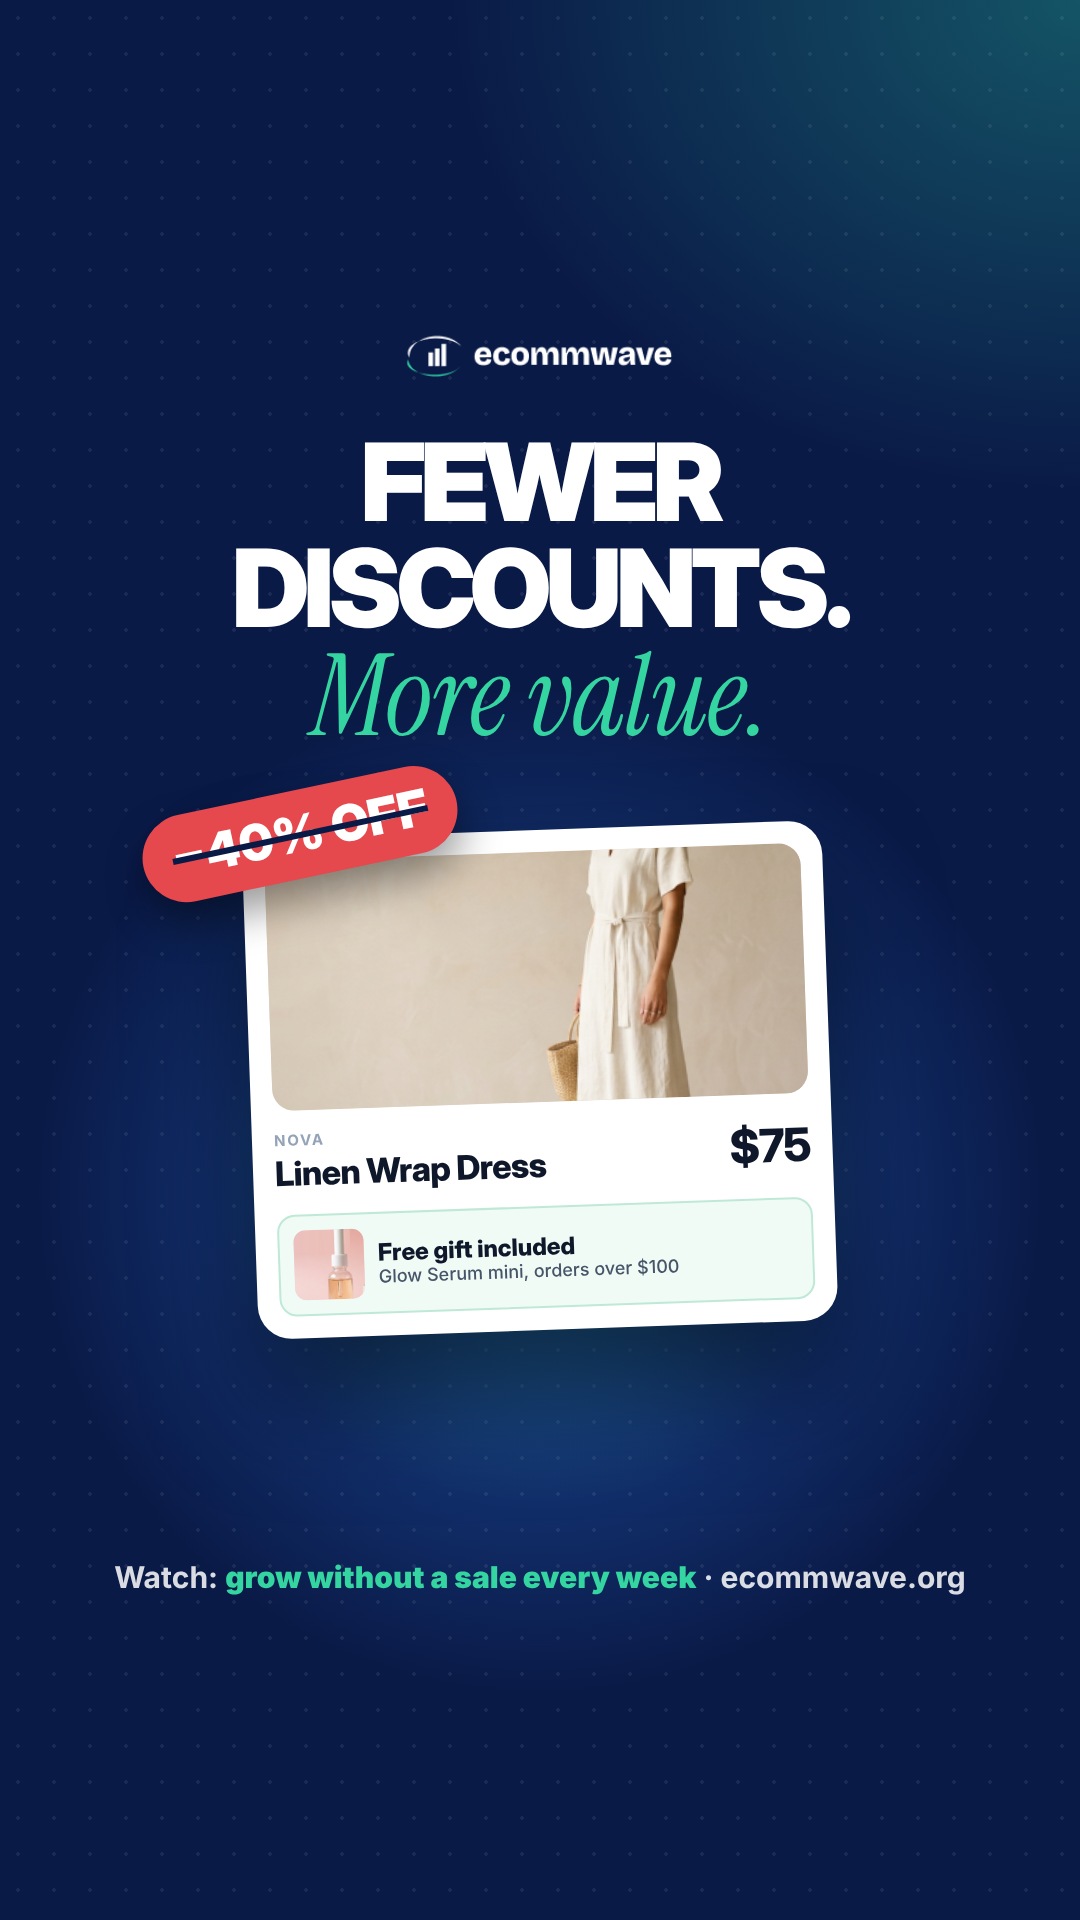 ecommwave
FEWER
DISCOUNTS.
More value.
–40% OFF
NOVA
Linen Wrap Dress
$75
Free gift included
Glow Serum mini, orders over $100
Watch: grow without a sale every week · ecommwave.org